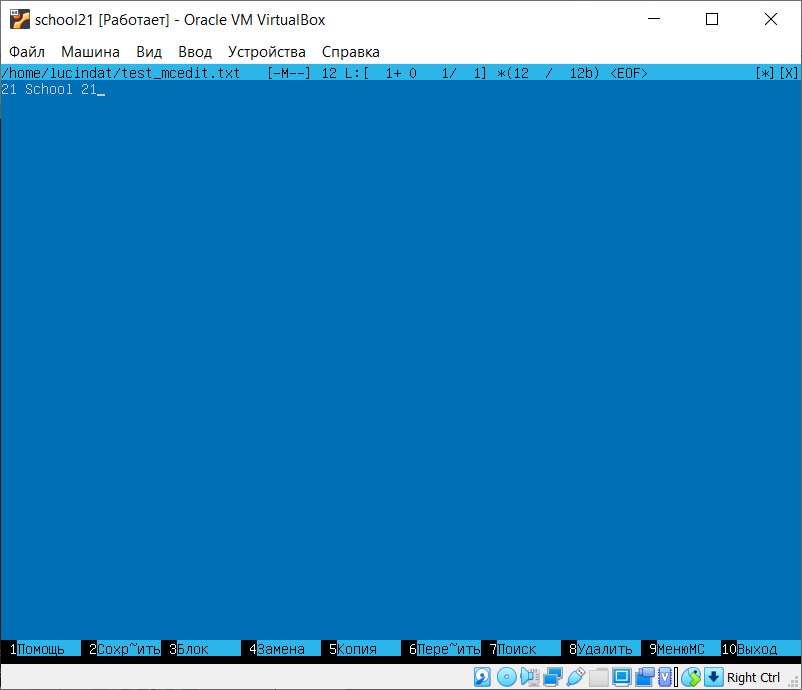 school21 [Работает] - Oracle VM VirtualBox
Файл Машина Вид Ввод Устройства Справка
/home/lucindat/test_mcedit.txt [-M--] 12 L:[ 1+ 0 1/ 1] *(12 / 12b) <EOF> [*][X]
21 School 21_
1Помощь 2Сохр~ить 3Блок 4Замена 5Копия 6Пере~ить 7Поиск 8Удалить 9МенюMC 10Выход
Right Ctrl